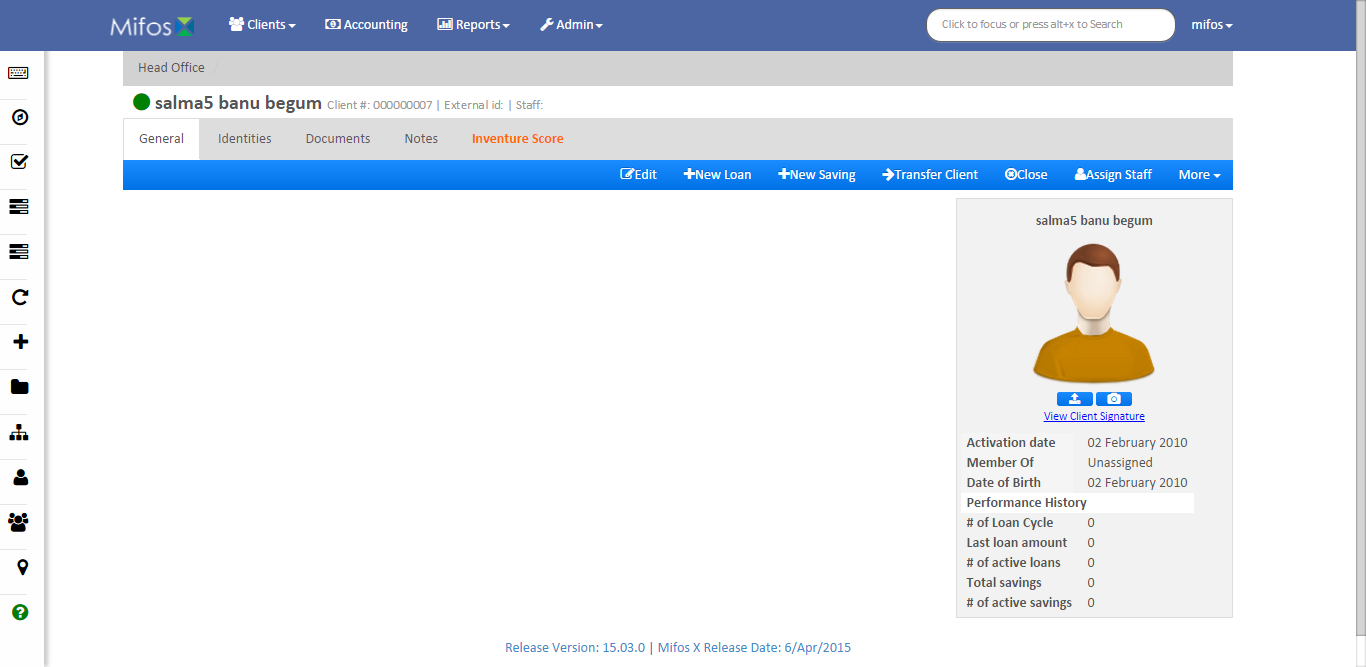 Mifos Clients Accounting Reports Admin Click to focus or press alt+x to Search mifos
Head Office /
salma5 banu begum Client #: 000000007 | External id: | Staff:
General Identities Documents Notes Inventure Score
Edit New Loan New Saving Transfer Client Close Assign Staff More
salma5 banu begum
View Client Signature
Activation date 02 February 2010
Member Of Unassigned
Date of Birth 02 February 2010
Performance History
# of Loan Cycle 0
Last loan amount 0
# of active loans 0
Total savings 0
# of active savings 0
Release Version: 15.03.0 | Mifos X Release Date: 6/Apr/2015